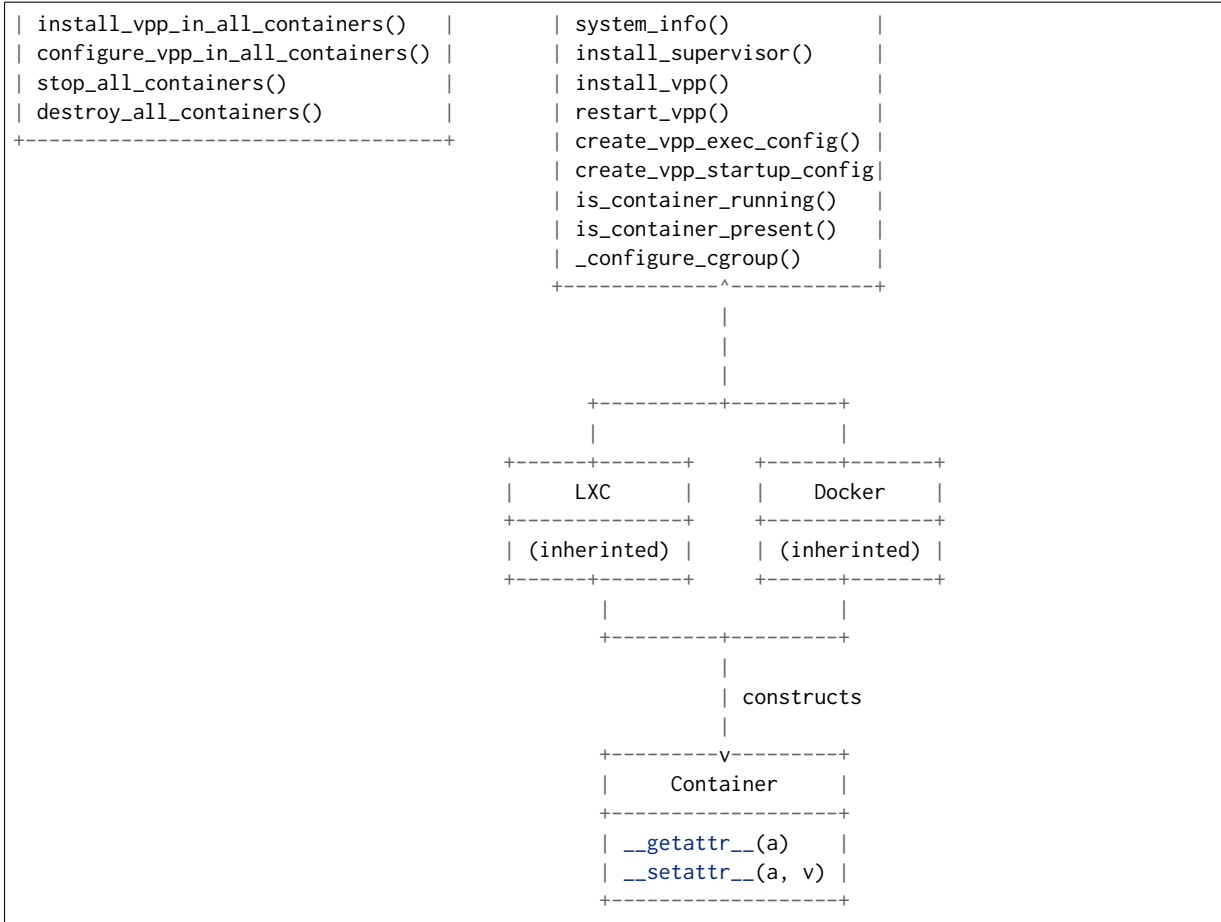 | install_vpp_in_all_containers()   |        | system_info()            |
| configure_vpp_in_all_containers() |        | install_supervisor()     |
| stop_all_containers()             |        | install_vpp()            |
| destroy_all_containers()          |        | restart_vpp()            |
+-----------------------------------+        | create_vpp_exec_config() |
                                             | create_vpp_startup_config|
                                             | is_container_running()   |
                                             | is_container_present()   |
                                             | _configure_cgroup()      |
                                             +-------------^------------+
                                                           |
                                                           |
                                                           |
                                                +----------+---------+
                                                |                    |
                                         +------+-------+     +------+-------+
                                         |     LXC      |     |    Docker    |
                                         +--------------+     +--------------+
                                         | (inherinted) |     | (inherinted) |
                                         +------+-------+     +------+-------+
                                                 |                   |
                                                 +---------+---------+
                                                           |
                                                           | constructs
                                                           |
                                                 +---------v---------+
                                                 |     Container     |
                                                 +-------------------+
                                                 | __getattr__(a)    |
                                                 | __setattr__(a, v) |
                                                 +-------------------+